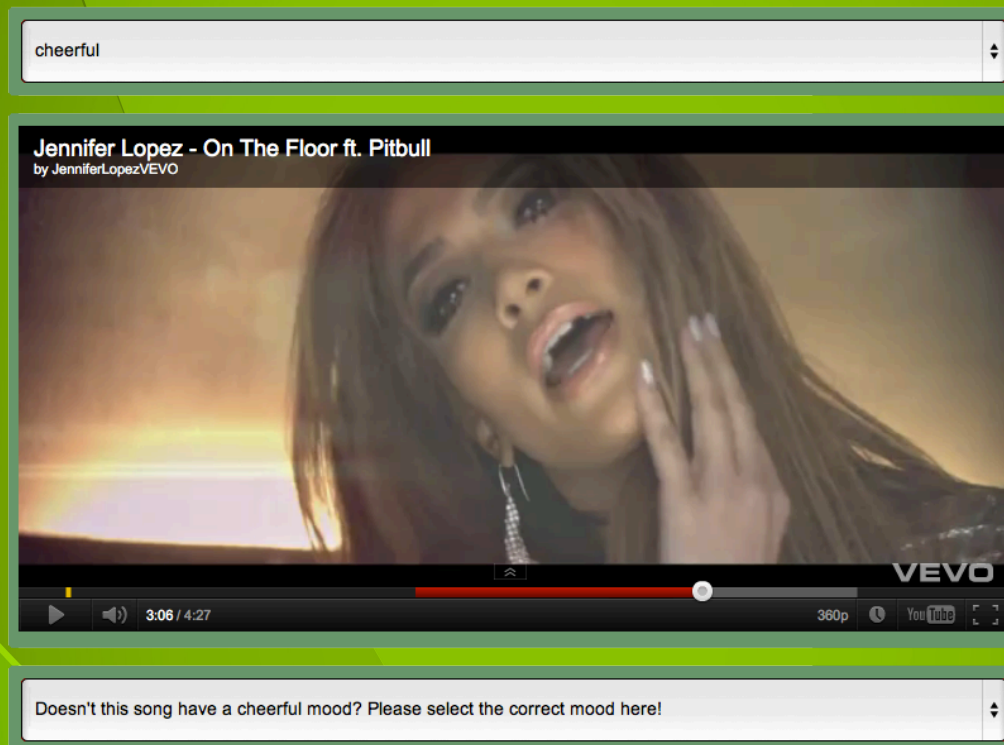 cheerful
Jennifer Lopez - On The Floor ft. Pitbull
by JenniferLopezVEVO
VEVO
3:06 / 4:27
360p
YouTube
Doesn't this song have a cheerful mood? Please select the correct mood here!